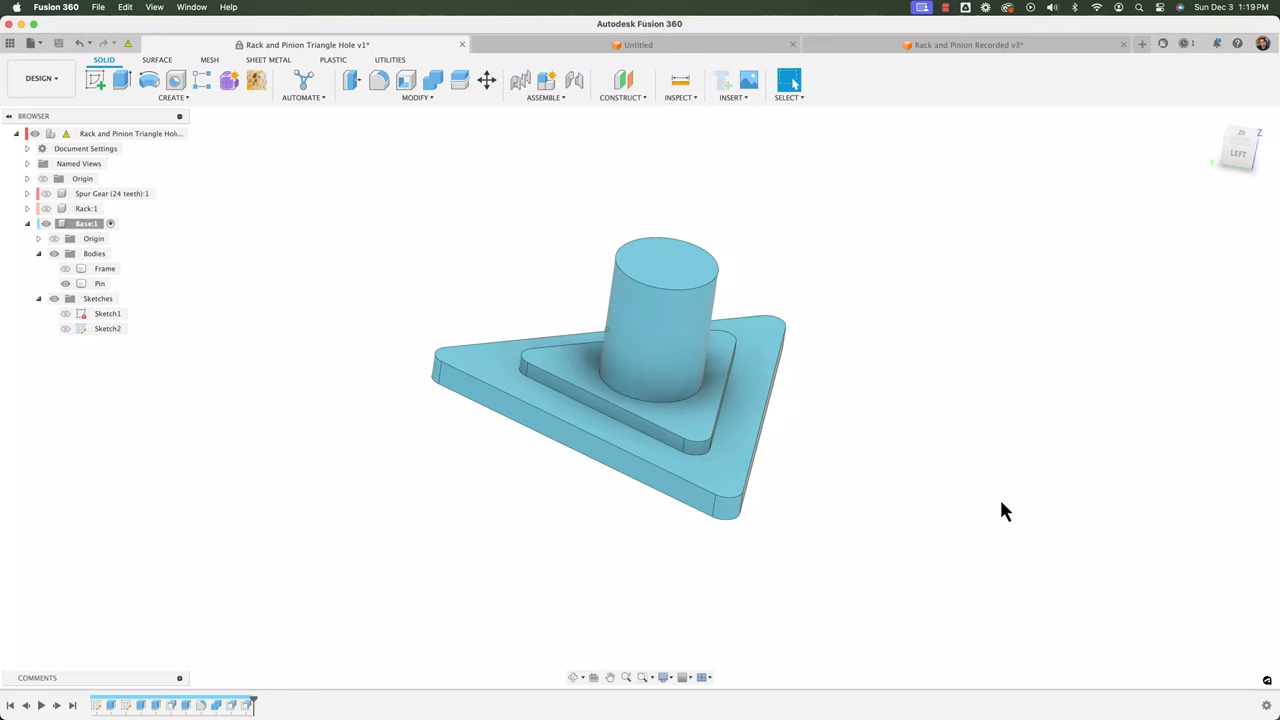 Fusion 360 File Edit View Window Help
Sun Dec 3 1:19 PM
Autodesk Fusion 360
Rack and Pinion Triangle Hole v1*
Untitled
Rack and Pinion Recorded v3*
1
SOLID SURFACE MESH SHEET METAL PLASTIC UTILITIES
DESIGN
CREATE AUTOMATE MODIFY ASSEMBLE CONSTRUCT INSPECT INSERT SELECT
BROWSER
Rack and Pinion Triangle Hol...
Document Settings
Named Views
Origin
Spur Gear (24 teeth):1
Rack:1
Base:1
Origin
Bodies
Frame
Pin
Sketches
Sketch1
Sketch2
Z
LEFT
Y
COMMENTS